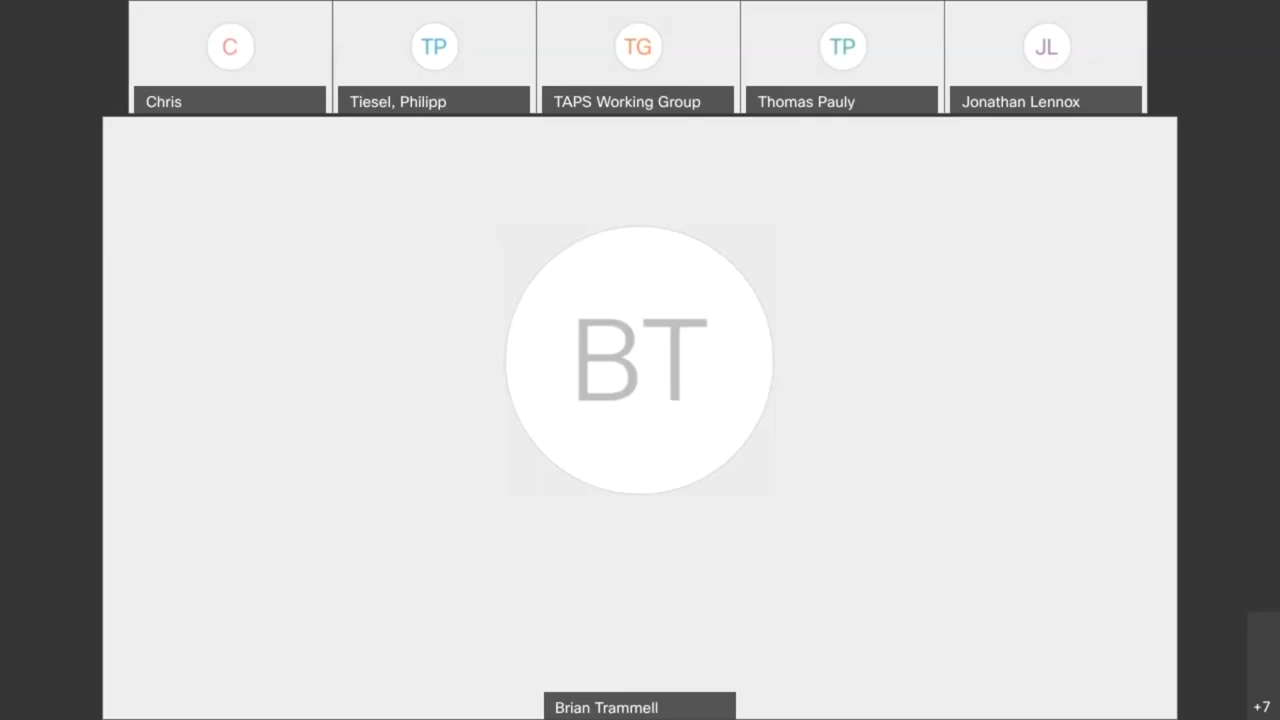 C
TP
TG
TP
JL
Chris
Tiesel, Philipp
TAPS Working Group
Thomas Pauly
Jonathan Lennox
BT
Brian Trammell
+7